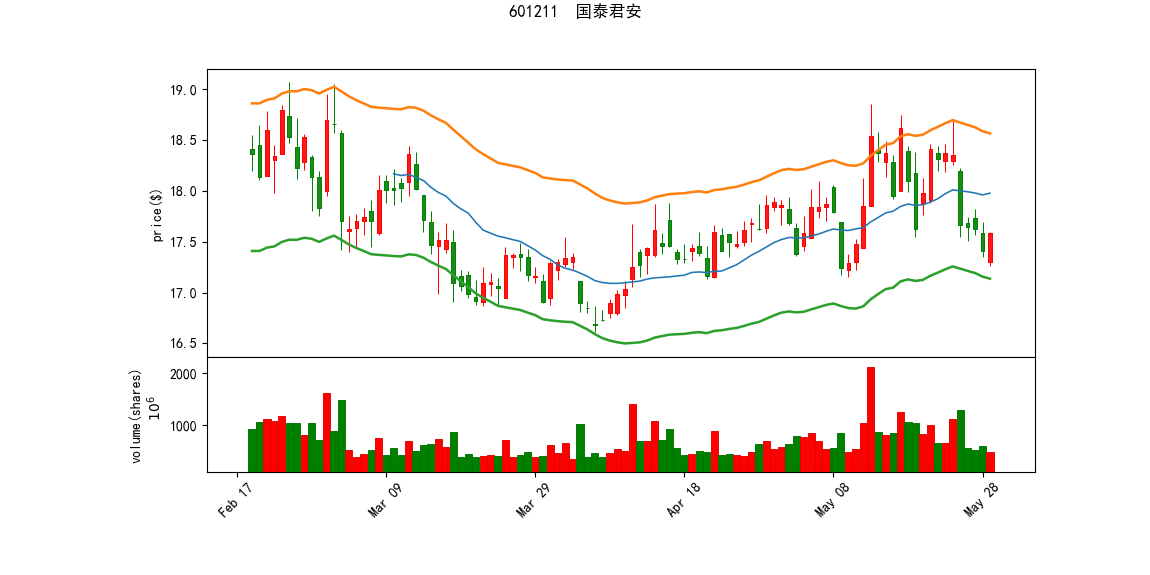 601211 国泰君安
price($)
19.0
18.5
18.0
17.5
17.0
16.5
volume(shares)
10^6
2000
1000
Feb 17
Mar 09
Mar 29
Apr 18
May 08
May 28